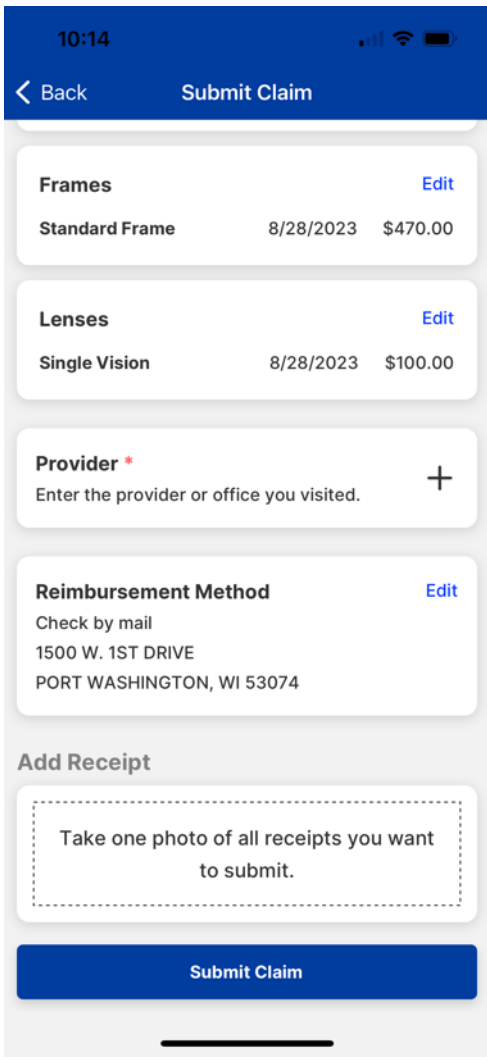 10:14
Back Submit Claim
Frames Edit
Standard Frame 8/28/2023 $470.00
Lenses Edit
Single Vision 8/28/2023 $100.00
Provider *
Enter the provider or office you visited.
Reimbursement Method Edit
Check by mail
1500 W. 1ST DRIVE
PORT WASHINGTON, WI 53074
Add Receipt
Take one photo of all receipts you want
to submit.
Submit Claim